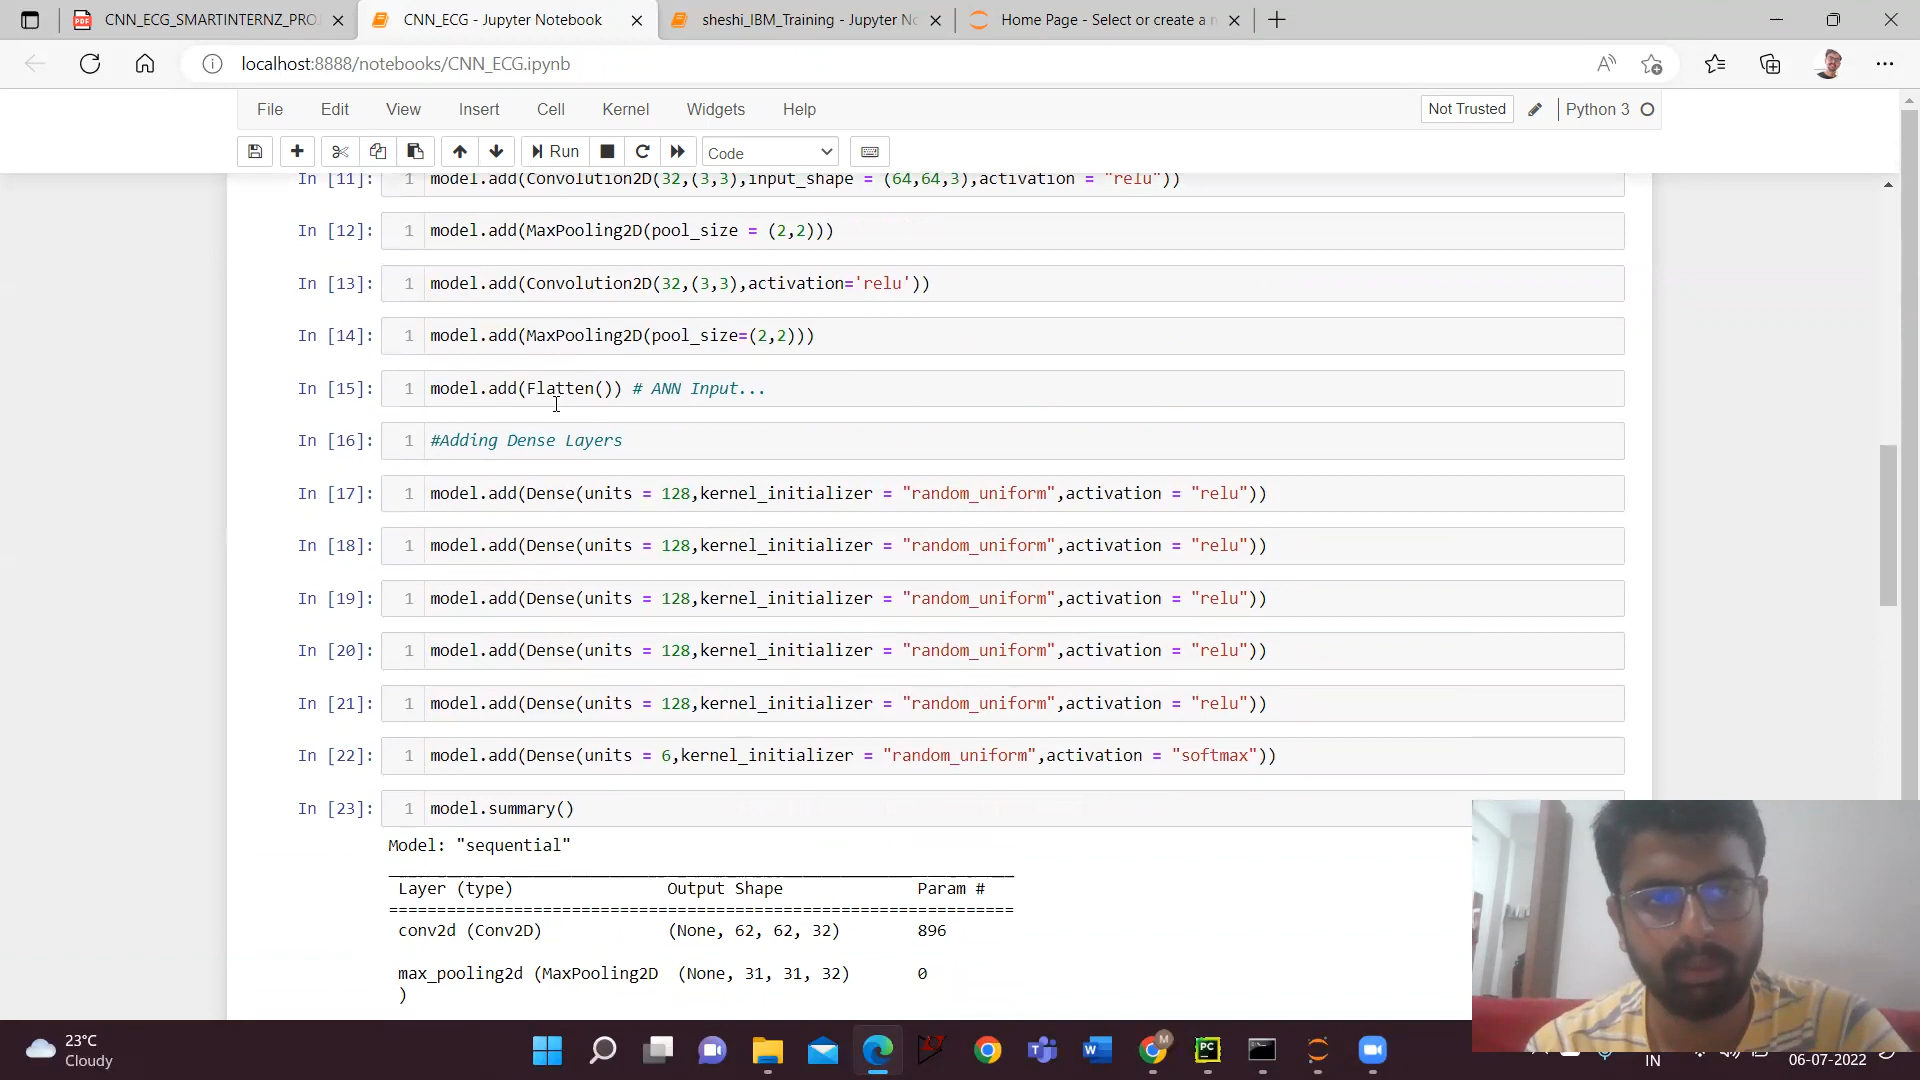 CNN_ECG_SMARTINTERNZ_PRO
CNN_ECG - Jupyter Notebook
sheshi_IBM_Training - Jupyter No
Home Page - Select or create a n
localhost:8888/notebooks/CNN_ECG.ipynb
File Edit View Insert Cell Kernel Widgets Help
Not Trusted
Python 3
Run
Code
In [11]: 1 model.add(Convolution2D(32,(3,3),input_shape = (64,64,3),activation = "relu"))
In [12]: 1 model.add(MaxPooling2D(pool_size = (2,2)))
In [13]: 1 model.add(Convolution2D(32,(3,3),activation='relu'))
In [14]: 1 model.add(MaxPooling2D(pool_size=(2,2)))
In [15]: 1 model.add(Flatten()) # ANN Input...
In [16]: 1 #Adding Dense Layers
In [17]: 1 model.add(Dense(units = 128,kernel_initializer = "random_uniform",activation = "relu"))
In [18]: 1 model.add(Dense(units = 128,kernel_initializer = "random_uniform",activation = "relu"))
In [19]: 1 model.add(Dense(units = 128,kernel_initializer = "random_uniform",activation = "relu"))
In [20]: 1 model.add(Dense(units = 128,kernel_initializer = "random_uniform",activation = "relu"))
In [21]: 1 model.add(Dense(units = 128,kernel_initializer = "random_uniform",activation = "relu"))
In [22]: 1 model.add(Dense(units = 6,kernel_initializer = "random_uniform",activation = "softmax"))
In [23]: 1 model.summary()
Model: "sequential"
Layer (type) Output Shape Param #
=================================================================
conv2d (Conv2D) (None, 62, 62, 32) 896
max_pooling2d (MaxPooling2D (None, 31, 31, 32) 0
)
23°C
Cloudy
IN
06-07-2022